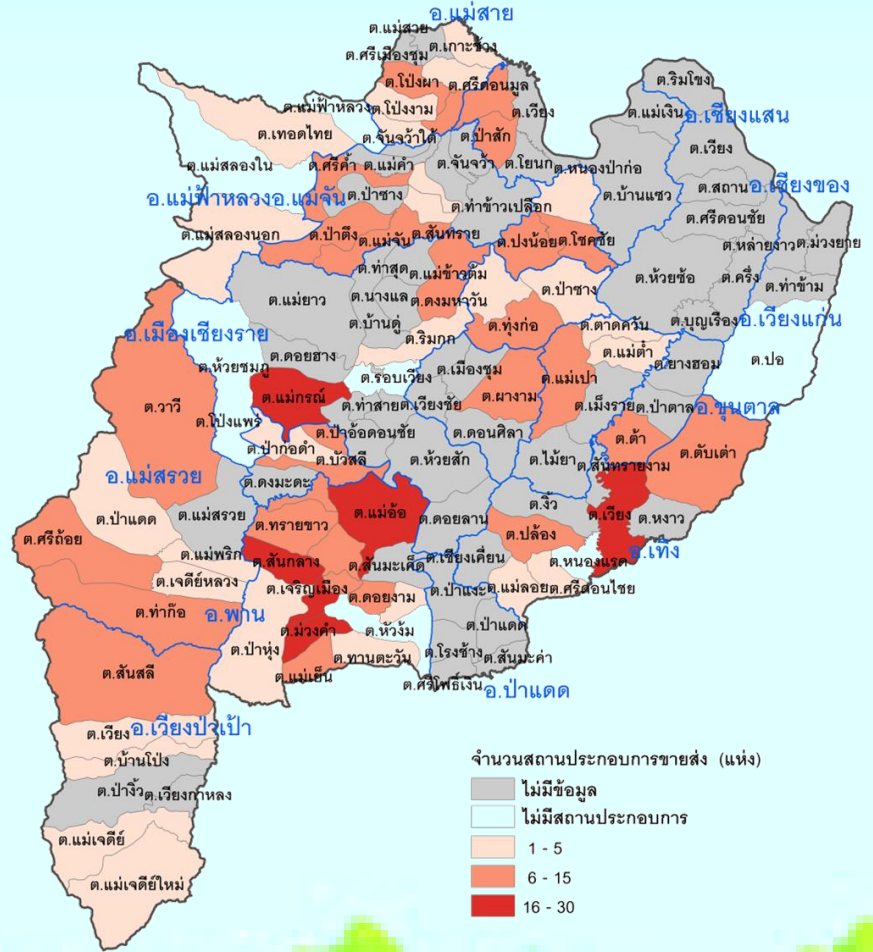 อ.แม่สาย
ต.แม่สาย
ต.เกาะช้าง
ต.ศรีเมืองชุม
ต.โป่งผา
ต.ศรีดอนมูล
ต.ริมโขง
ต.แม่ฟ้าหลวง
ต.โป่งงาม
ต.เวียง
ต.แม่เงิน
อ.เชียงแสน
ต.เทอดไทย
ต.จันจว้าใต้
ต.ป่าสัก
ต.เวียง
ต.แม่สลองใน
ต.ศรีค้ำ
ต.แม่คำ
ต.จันจว้า
ต.โยนก
ต.หนองป่าก่อ
ต.สถาน
อ.เชียงของ
อ.แม่ฟ้าหลวง
อ.แม่จัน
ต.ป่าซาง
ต.ท่าข้าวเปลือก
ต.บ้านแซว
ต.ศรีดอนชัย
ต.แม่สลองนอก
ต.ป่าตึง
ต.แม่จัน
ต.สันทราย
ต.ปงน้อย
ต.โชคชัย
ต.หล่ายงาว
ต.ม่วงยาย
ต.ท่าสุด
ต.แม่ข้าวต้ม
ต.ห้วยซ้อ
ต.ครึ่ง
ต.ท่าข้าม
ต.แม่ยาว
ต.นางแล
ต.ดงมหาวัน
ต.ป่าซาง
อ.เมืองเชียงราย
ต.บ้านดู่
ต.ริมกก
ต.ทุ่งก่อ
ต.ตาดควัน
ต.บุญเรือง
อ.เวียงแก่น
ต.ห้วยชมภู
ต.ดอยฮาง
ต.แม่ต๋ำ
ต.ยางฮอม
ต.ปอ
ต.รอบเวียง
ต.เมืองชุม
ต.แม่เปา
ต.วาวี
ต.แม่กรณ์
ต.ท่าสาย
ต.เวียงชัย
ต.ผางาม
ต.เม็งราย
ต.ป่าตาล
อ.ขุนตาล
ต.โป่งแพร่
ต.ป่าอ้อดอนชัย
ต.ดอนศิลา
ต.ต้า
ต.ตับเต่า
ต.ป่าก่อดำ
ต.บัวสลี
ต.ห้วยสัก
ต.ไม้ยา
ต.สันทรายงาม
อ.แม่สรวย
ต.ดงมะดะ
ต.งิ้ว
ต.ป่าแดด
ต.แม่สรวย
ต.ทรายขาว
ต.แม่อ้อ
ต.ดอยลาน
ต.เวียง
ต.หงาว
ต.ศรีถ้อย
ต.แม่พริก
ต.สันกลาง
ต.สันมะเค็ด
ต.เชียงเคี่ยน
ต.ปล้อง
ต.หนองแรด
อ.เทิง
ต.เจดีย์หลวง
ต.เจริญเมือง
ต.ดอยงาม
ต.ป่าแงะ
ต.แม่ลอย
ต.ศรีดอนไชย
ต.ท่าก๊อ
อ.พาน
ต.ม่วงคำ
ต.หัวง้ม
ต.ป่าแดด
ต.สันสลี
ต.ป่าหุ่ง
ต.ทานตะวัน
ต.โรงช้าง
ต.สันมะค่า
ต.แม่เย็น
ต.ศรีโพธิ์เงิน
อ.ป่าแดด
ต.เวียง
อ.เวียงป่าเป้า
ต.บ้านโป่ง
ต.ป่างิ้ว
ต.เวียงกาหลง
ต.แม่เจดีย์
ต.แม่เจดีย์ใหม่
จำนวนสถานประกอบการขายส่ง (แห่ง)
ไม่มีข้อมูล
ไม่มีสถานประกอบการ
1 - 5
6 - 15
16 - 30